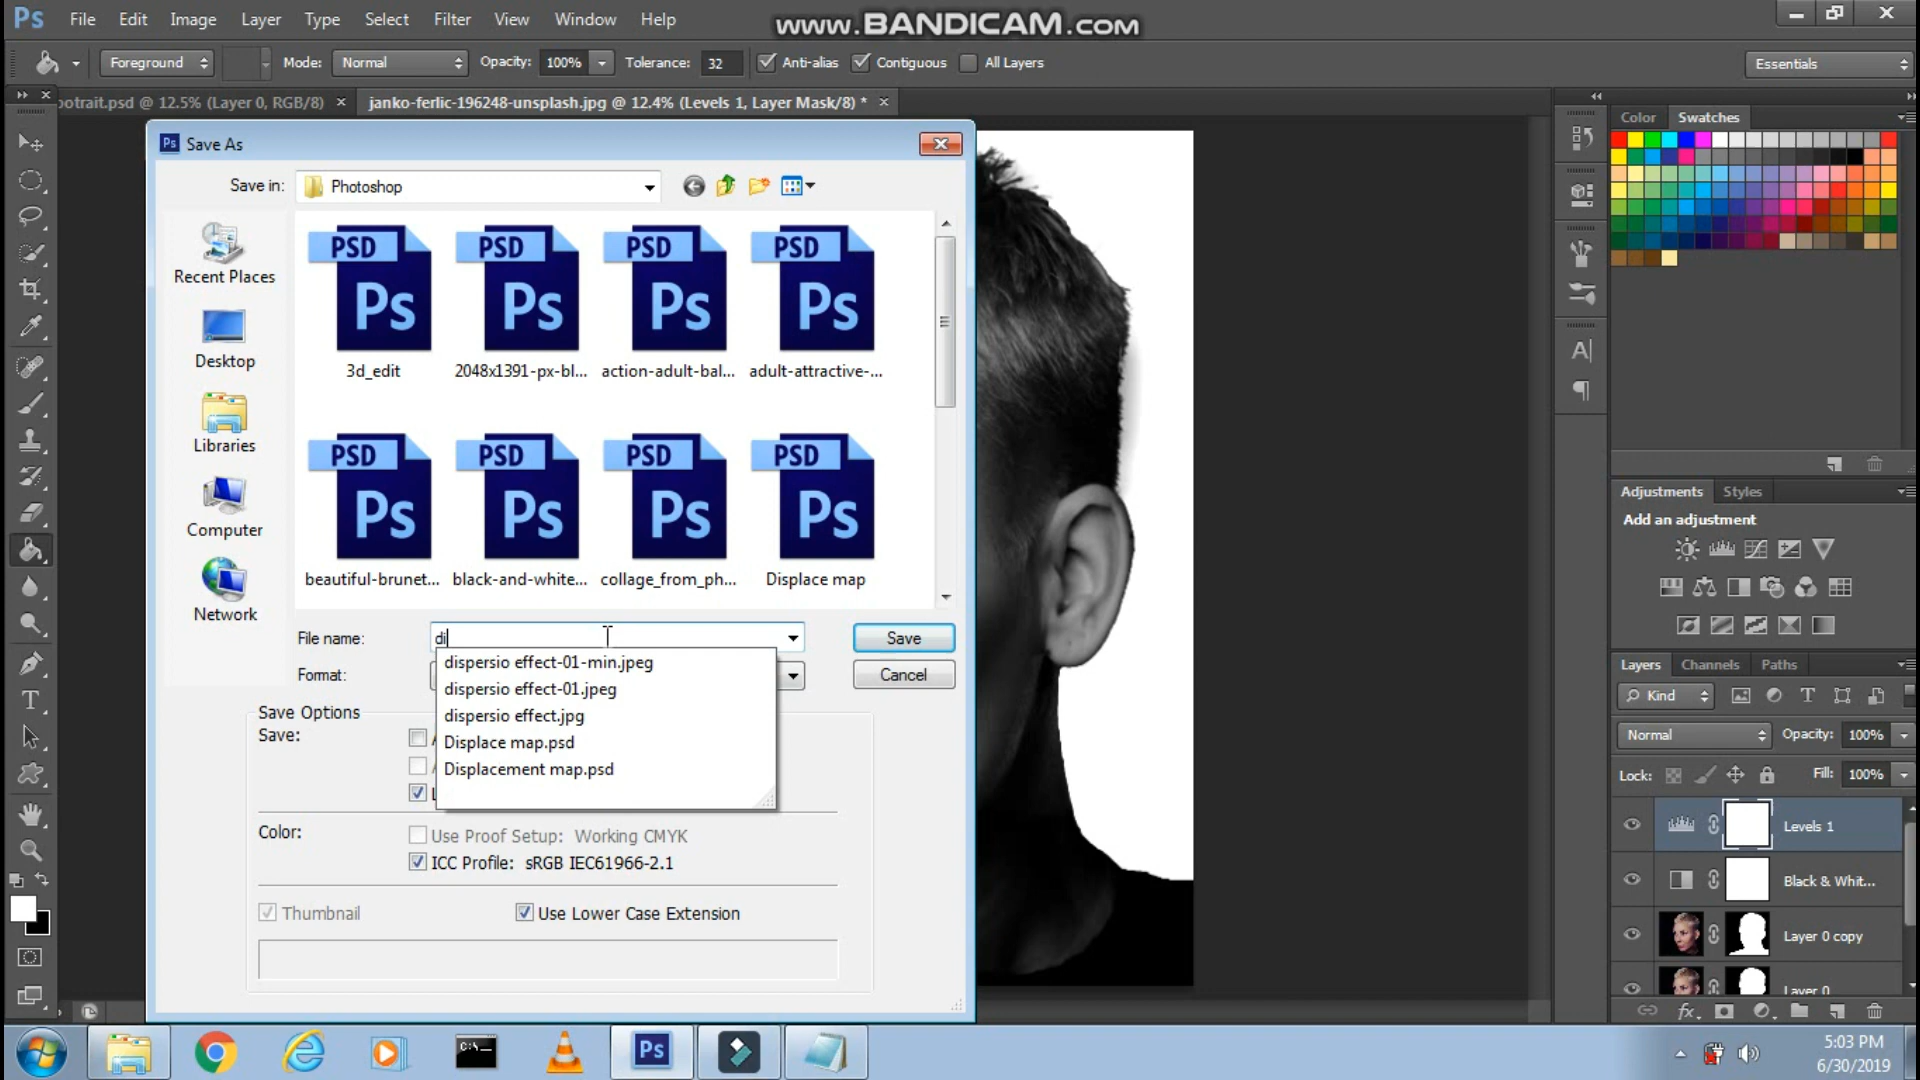 Ps File Edit Image Layer Type Select Filter View Window Help
www.BANDICAM.com
Foreground Mode: Normal Opacity: 100% Tolerance: 32 Anti-alias Contiguous All Layers Essentials
otrait.psd @ 12.5% (Layer 0, RGB/8) janko-ferlic-196248-unsplash.jpg @ 12.4% (Levels 1, Layer Mask/8) *
Ps Save As
Save in: Photoshop
Recent Places
Desktop
Libraries
Computer
Network
PSD PSD PSD PSD
Ps Ps Ps Ps
3d_edit 2048x1391-px-bl... action-adult-bal... adult-attractive-...
PSD PSD PSD PSD
Ps Ps Ps Ps
beautiful-brunet... black-and-white... collage_from_ph... Displace map
File name: di Save
dispersio effect-01-min.jpeg
dispersio effect-01.jpeg
dispersio effect.jpg
Displace map.psd
Displacement map.psd
Format: Cancel
Save Options
Save:
Color: Use Proof Setup: Working CMYK
ICC Profile: sRGB IEC61966-2.1
Thumbnail Use Lower Case Extension
Color Swatches
Adjustments Styles
Add an adjustment
Layers Channels Paths
Kind
Normal Opacity: 100%
Lock: Fill: 100%
Levels 1
Black & Whit...
Layer 0 copy
Layer 0
Ps
5:03 PM
6/30/2019